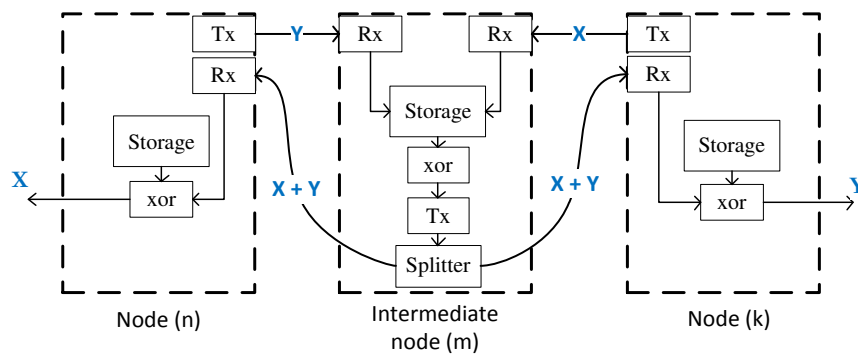 Tx
Y
Rx
Rx
X
Tx
Rx
Rx
Storage
Storage
Storage
xor
X
xor
X + Y
X + Y
Y
xor
Tx
Splitter
Node (n)
Intermediate
node (m)
Node (k)